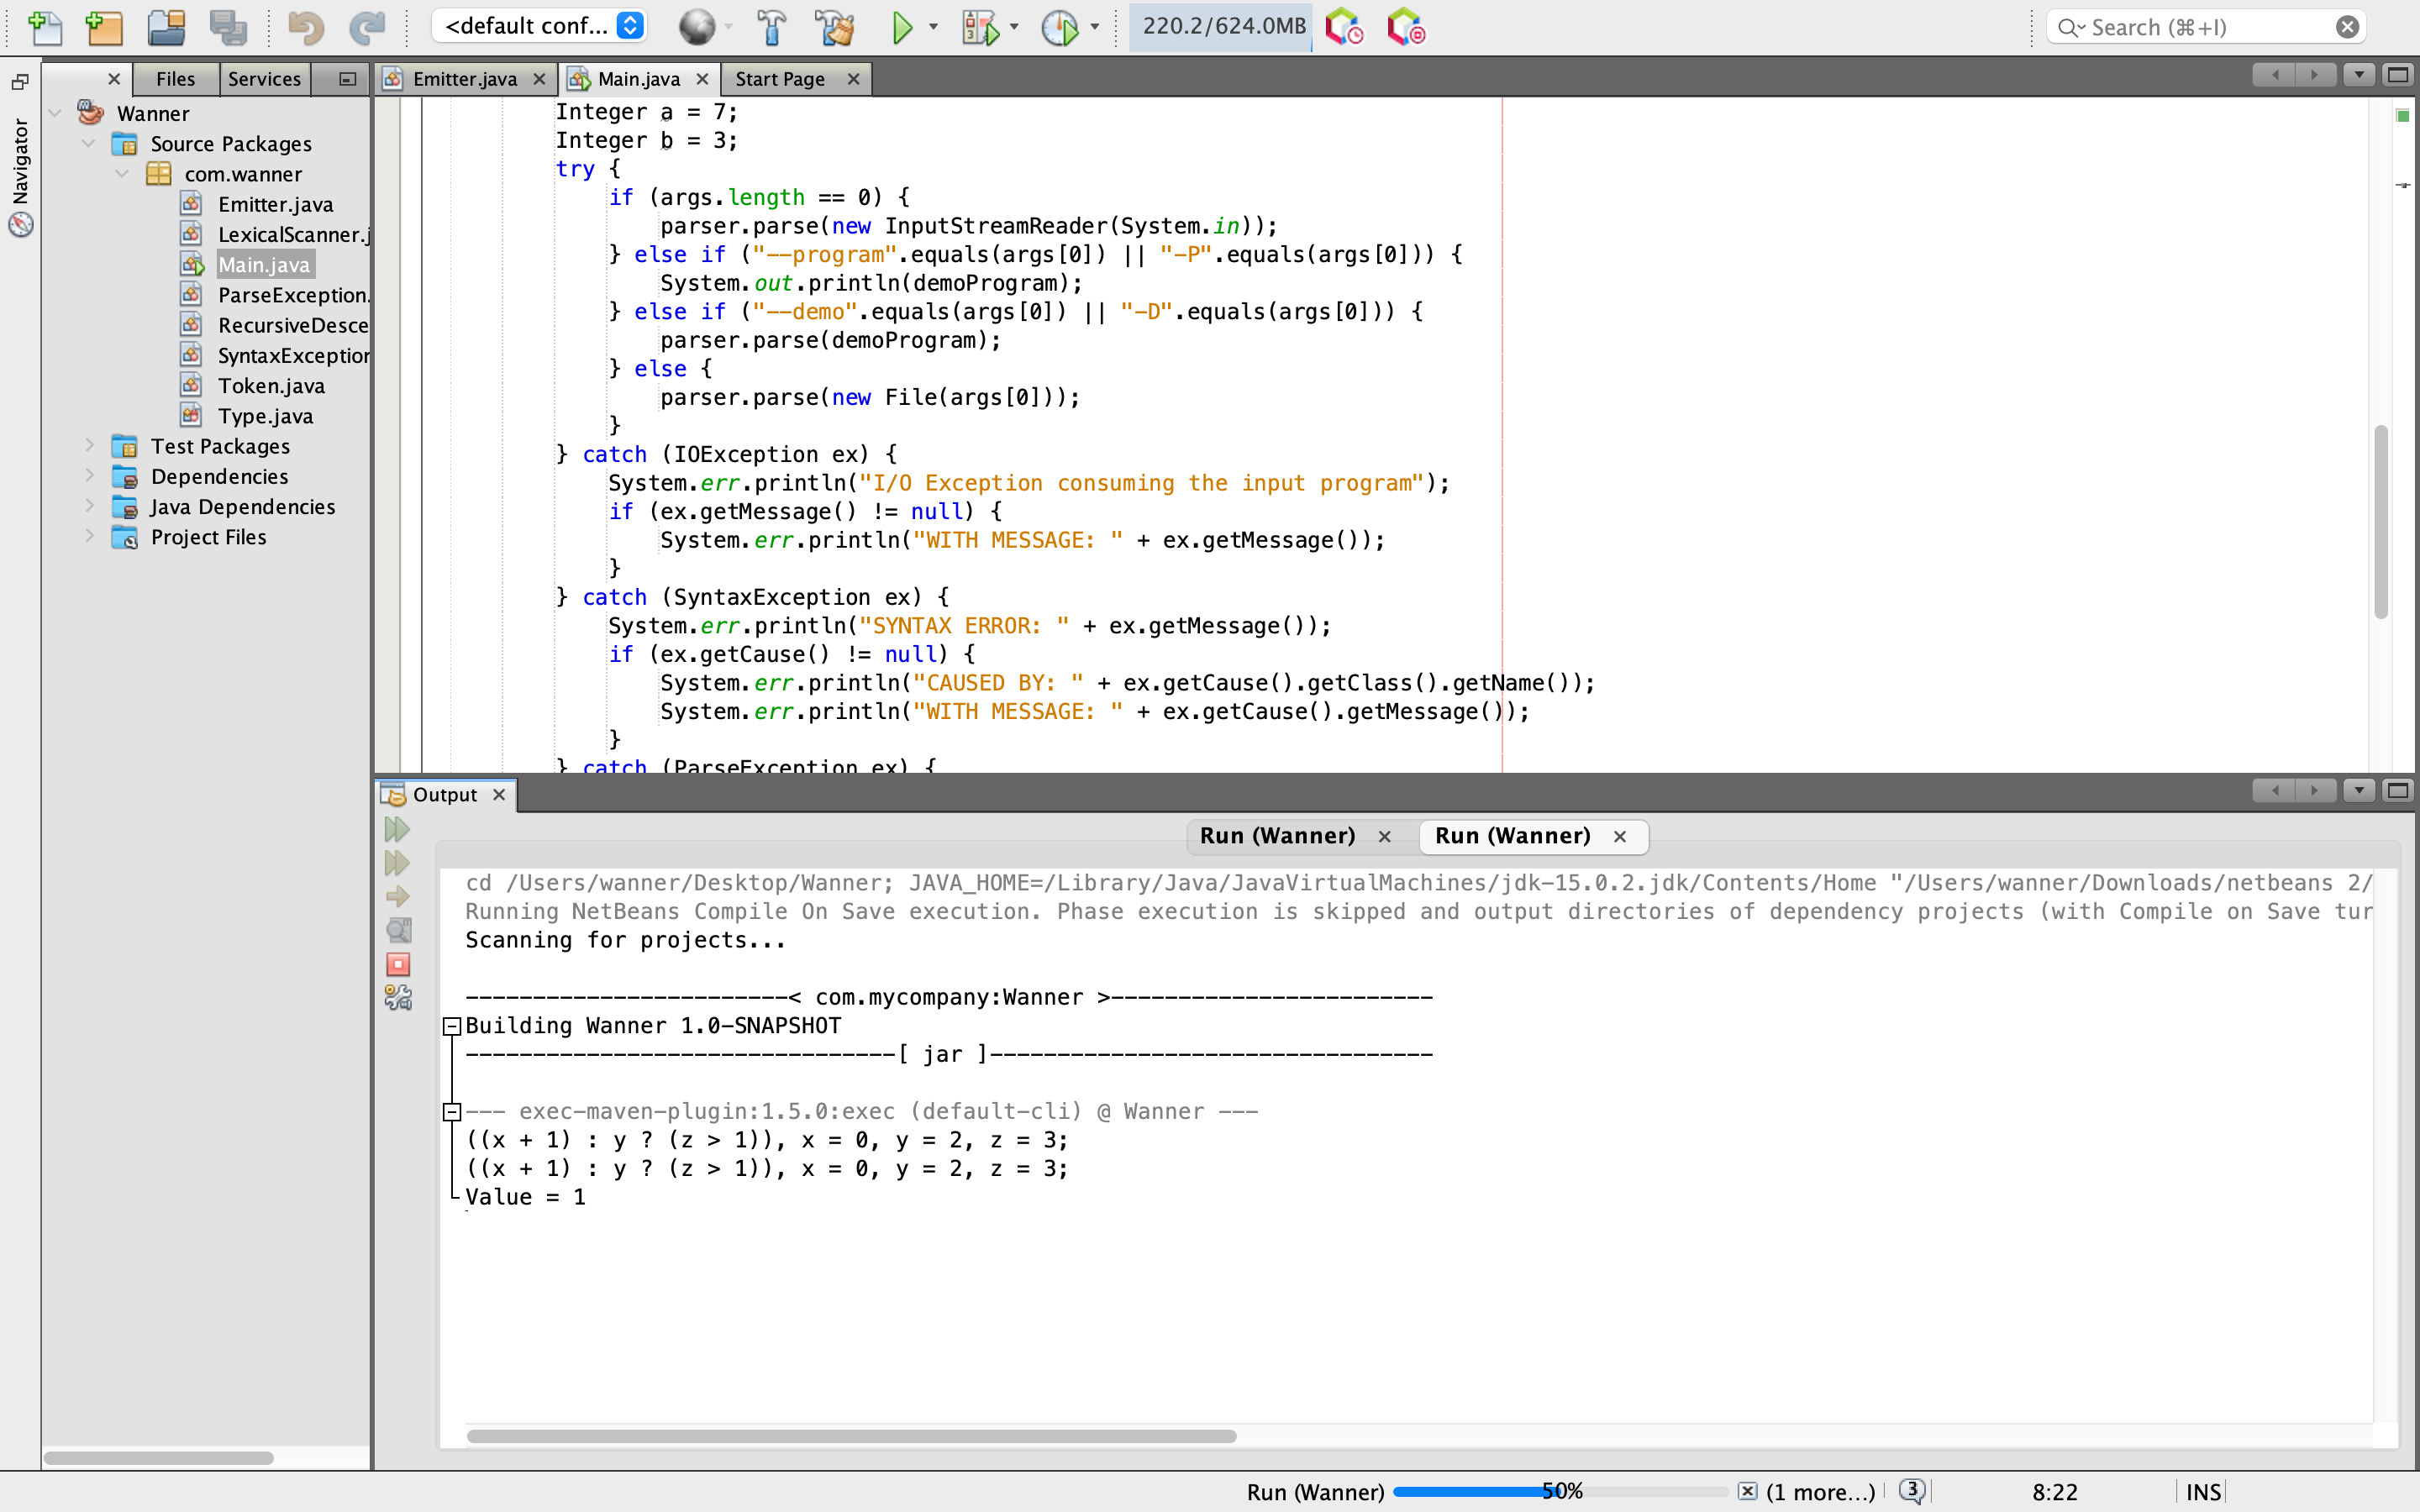 <default conf...
220.2/624.0MB
Search (⌘+I)
Files
Services
Emitter.java
Main.java
Start Page
Navigator
Wanner
Source Packages
com.wanner
Emitter.java
LexicalScanner.j
Main.java
ParseException.
RecursiveDesce
SyntaxException
Token.java
Type.java
Test Packages
Dependencies
Java Dependencies
Project Files
Integer a = 7;
Integer b = 3;
try {
if (args.length == 0) {
parser.parse(new InputStreamReader(System.in));
} else if ("--program".equals(args[0]) || "-P".equals(args[0])) {
System.out.println(demoProgram);
} else if ("--demo".equals(args[0]) || "-D".equals(args[0])) {
parser.parse(demoProgram);
} else {
parser.parse(new File(args[0]));
}
} catch (IOException ex) {
System.err.println("I/O Exception consuming the input program");
if (ex.getMessage() != null) {
System.err.println("WITH MESSAGE: " + ex.getMessage());
}
} catch (SyntaxException ex) {
System.err.println("SYNTAX ERROR: " + ex.getMessage());
if (ex.getCause() != null) {
System.err.println("CAUSED BY: " + ex.getCause().getClass().getName());
System.err.println("WITH MESSAGE: " + ex.getCause().getMessage());
}
} catch (ParseException ex) {
Output
Run (Wanner)
Run (Wanner)
cd /Users/wanner/Desktop/Wanner; JAVA_HOME=/Library/Java/JavaVirtualMachines/jdk-15.0.2.jdk/Contents/Home "/Users/wanner/Downloads/netbeans 2/
Running NetBeans Compile On Save execution. Phase execution is skipped and output directories of dependency projects (with Compile on Save tur
Scanning for projects...
------------------------< com.mycompany:Wanner >------------------------
Building Wanner 1.0-SNAPSHOT
--------------------------------[ jar ]---------------------------------
--- exec-maven-plugin:1.5.0:exec (default-cli) @ Wanner ---
((x + 1) : y ? (z > 1)), x = 0, y = 2, z = 3;
((x + 1) : y ? (z > 1)), x = 0, y = 2, z = 3;
Value = 1
Run (Wanner)
50%
(1 more...)
3
8:22
INS